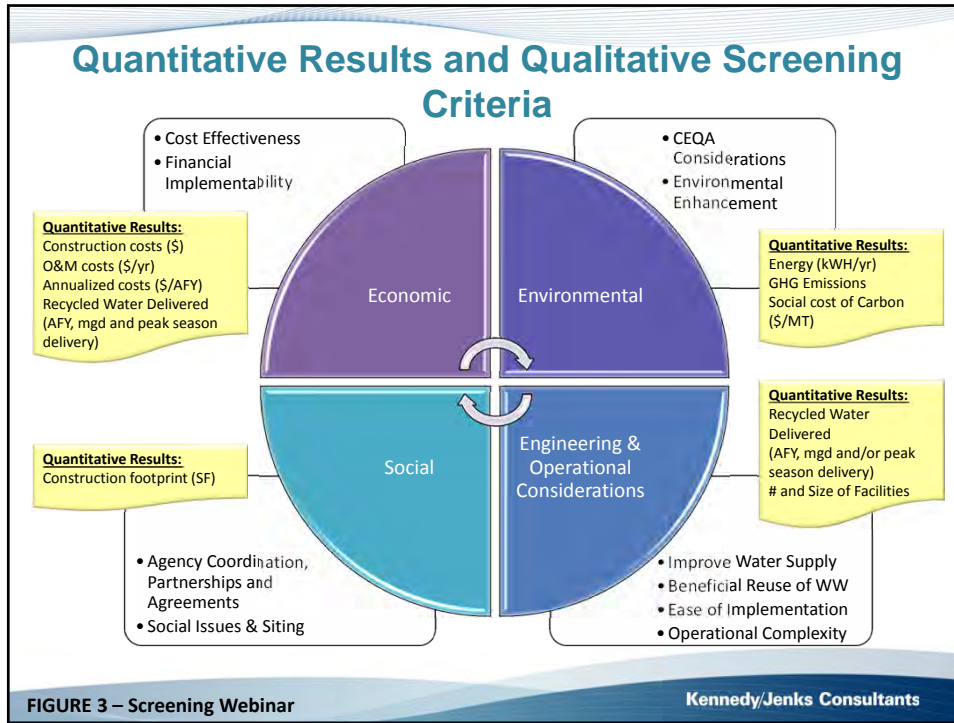 Quantitative Results and Qualitative Screening
Criteria
• Cost Effectiveness
• Financial
Implementability
Quantitative Results:
Construction costs ($)
O&M costs ($/yr)
Annualized costs ($/AFY)
Recycled Water Delivered
(AFY, mgd and peak season
delivery)
Economic
• CEQA
Considerations
• Environmental
Enhancement
Quantitative Results:
Energy (kWH/yr)
GHG Emissions
Social cost of Carbon
($/MT)
Environmental
Quantitative Results:
Construction footprint (SF)
Social
• Agency Coordination,
Partnerships and
Agreements
• Social Issues & Siting
Engineering &
Operational
Considerations
Quantitative Results:
Recycled Water
Delivered
(AFY, mgd and/or peak
season delivery)
# and Size of Facilities
• Improve Water Supply
• Beneficial Reuse of WW
• Ease of Implementation
• Operational Complexity
FIGURE 3 – Screening Webinar
Kennedy/Jenks Consultants